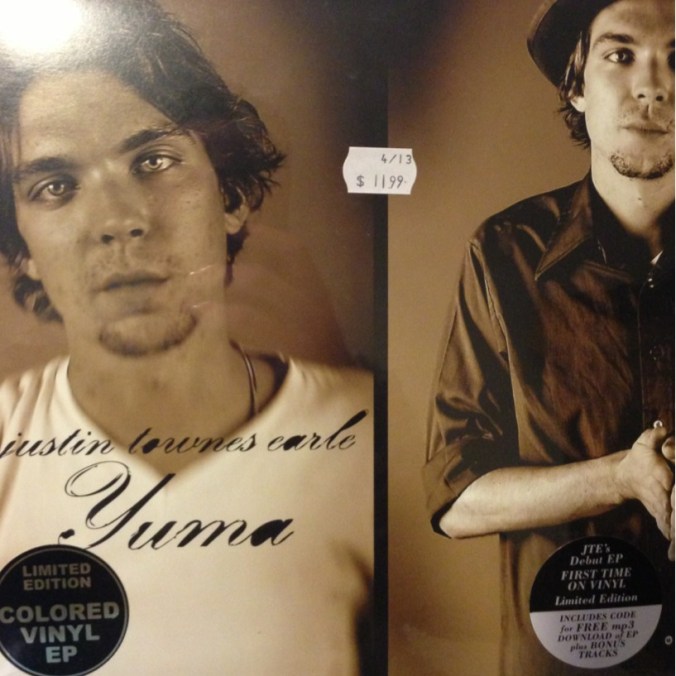 4/13
$ 11.99
justin townes earle
Yuma
LIMITED
EDITION
COLORED
VINYL
EP
JTE's
Debut EP
FIRST TIME
ON VINYL
Limited Edition
INCLUDES CODE
for FREE mp3
DOWNLOAD of EP
plus BONUS
TRACKS